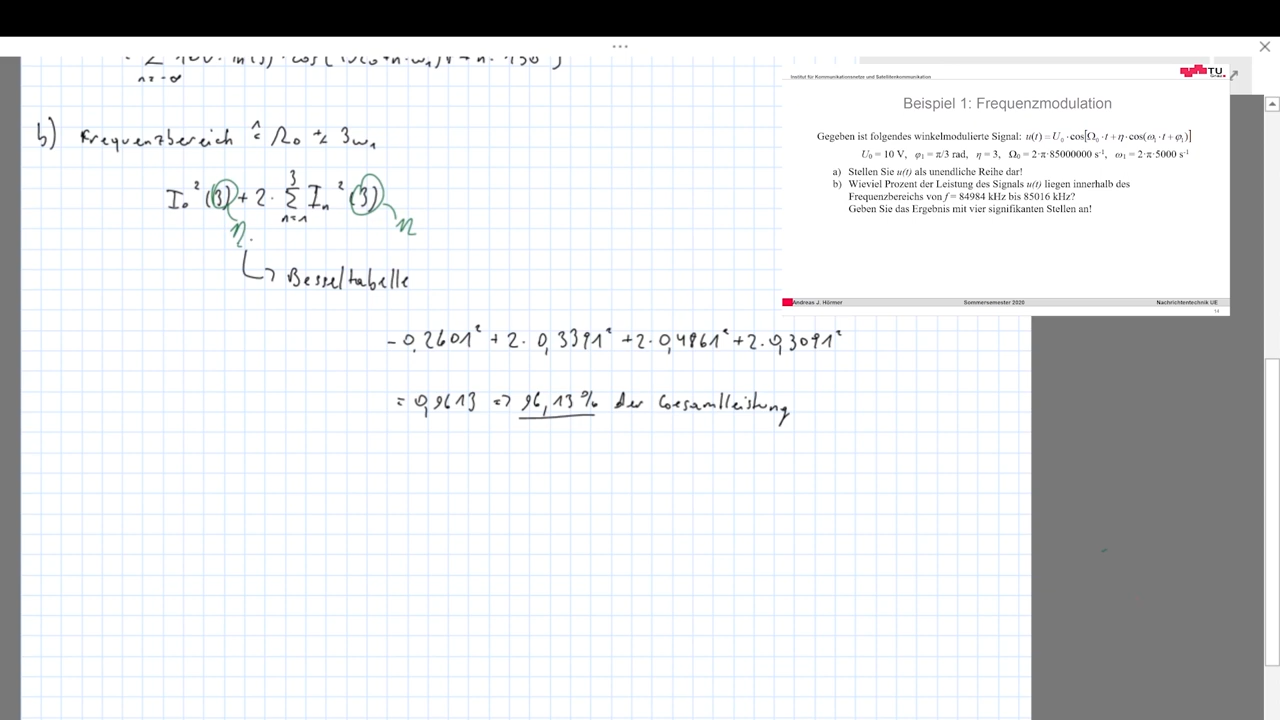 n=-∞
b) Frequenzbereich ≙ Ω₀ ± 3ω₁
I₀²(3) + 2 · Σ I_n²(3)
3
n=1
η
η
↳ Besseltabelle
-0,2601² + 2 · 0,3391² + 2 · 0,4861² + 2 · 0,3091²
= 0,9613 => 96,13% der Gesamtleistung
Institut für Kommunikationsnetze und Satellitenkommunikation
TU
Beispiel 1: Frequenzmodulation
Gegeben ist folgendes winkelmodulierte Signal: u(t) = U₀ · cos[Ω₀ · t + η · cos(ω₁ · t + φ₁)]
U₀ = 10 V, φ₁ = π/3 rad, η = 3, Ω₀ = 2·π·85000000 s⁻¹, ω₁ = 2·π·5000 s⁻¹
a) Stellen Sie u(t) als unendliche Reihe dar!
b) Wieviel Prozent der Leistung des Signals u(t) liegen innerhalb des
Frequenzbereichs von f = 84984 kHz bis 85016 kHz?
Geben Sie das Ergebnis mit vier signifikanten Stellen an!
Andreas J. Hörmer Sommersemester 2020 Nachrichtentechnik UE
14